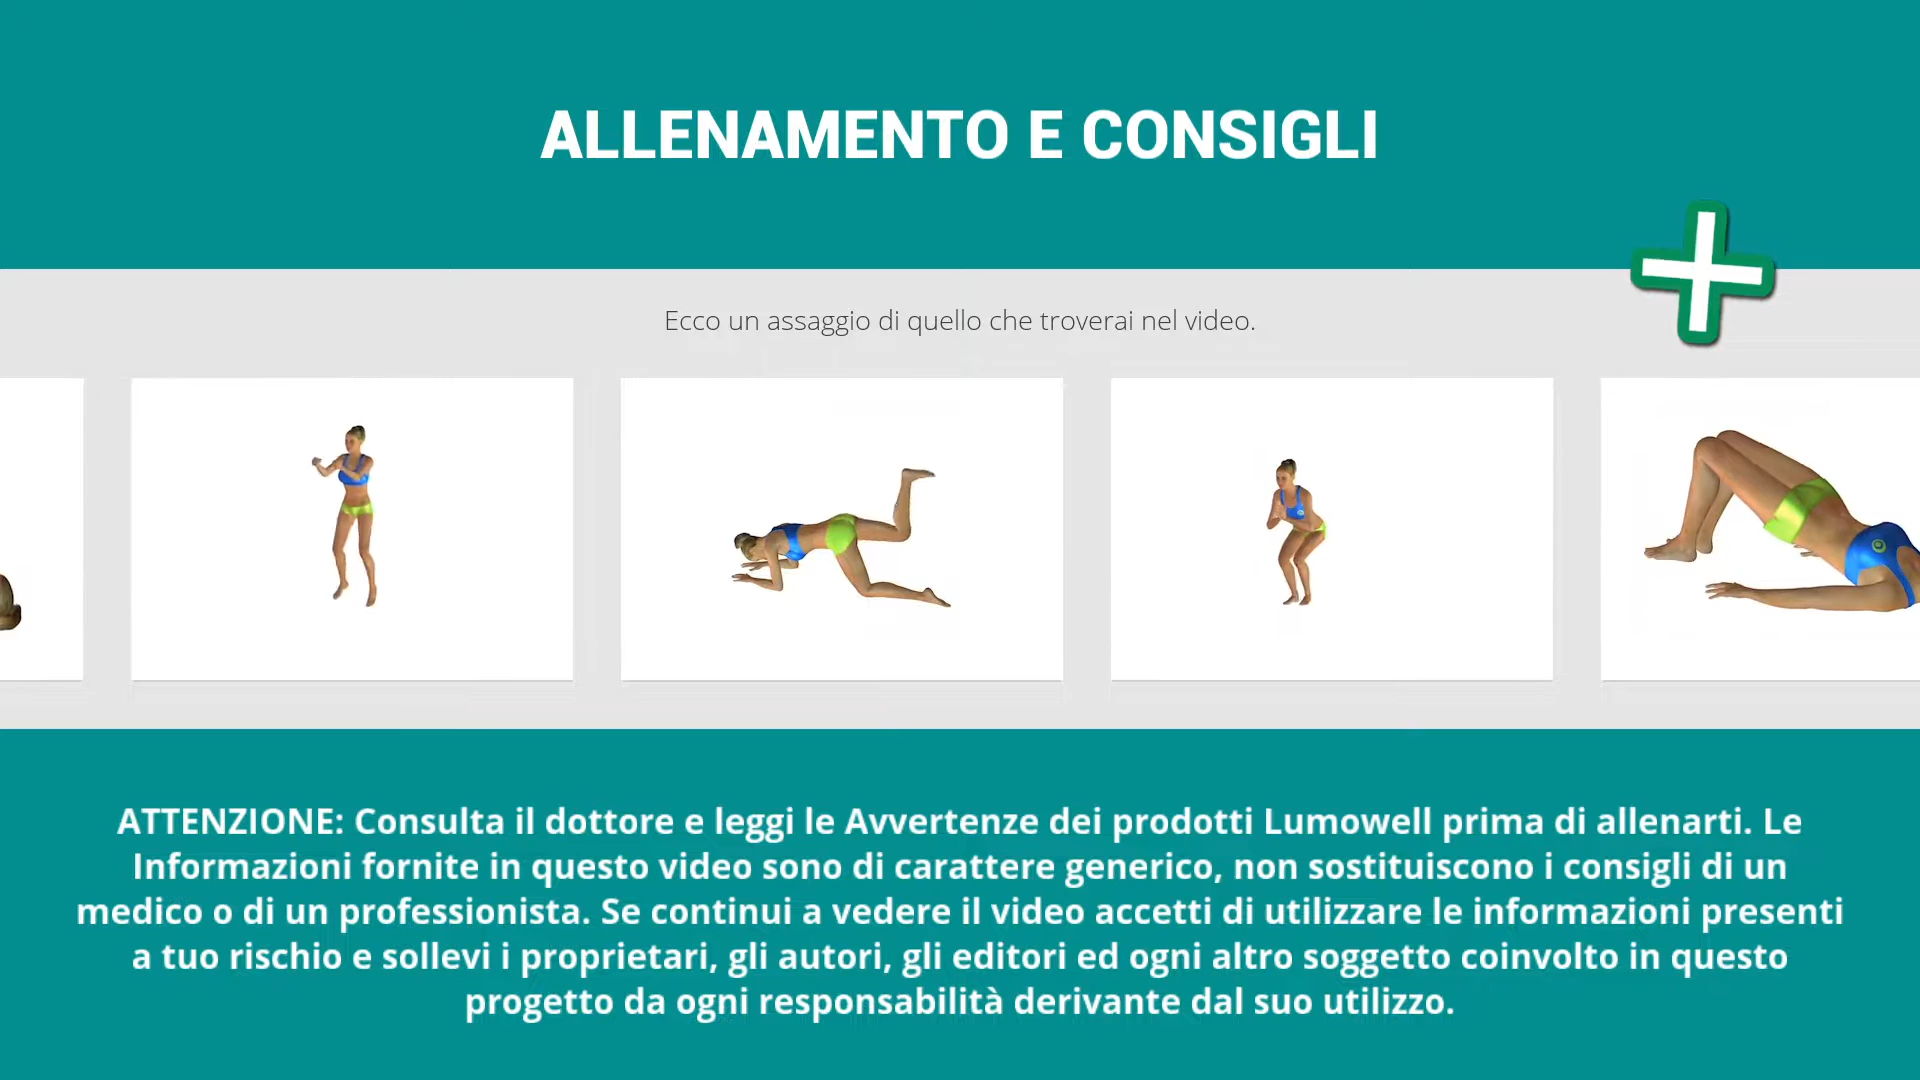 ALLENAMENTO E CONSIGLI
Ecco un assaggio di quello che troverai nel video.
ATTENZIONE: Consulta il dottore e leggi le Avvertenze dei prodotti Lumowell prima di allenarti. Le
Informazioni fornite in questo video sono di carattere generico, non sostituiscono i consigli di un
medico o di un professionista. Se continui a vedere il video accetti di utilizzare le informazioni presenti
a tuo rischio e sollevi i proprietari, gli autori, gli editori ed ogni altro soggetto coinvolto in questo
progetto da ogni responsabilità derivante dal suo utilizzo.